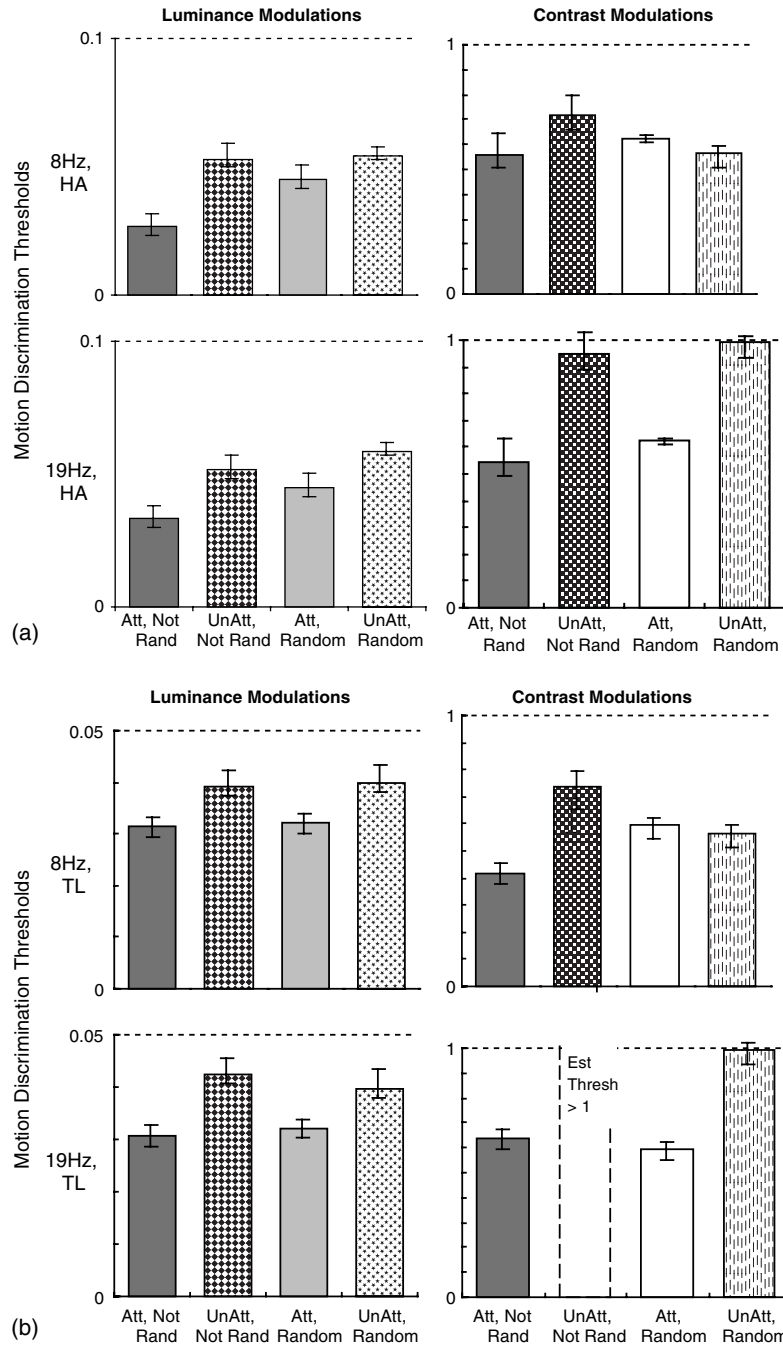 Luminance Modulations
Contrast Modulations
Motion Discrimination Thresholds
0.1
8Hz,
HA
0
1
0
0.1
19Hz,
HA
0
1
0
(a)
Att, Not
Rand
UnAtt,
Not Rand
Att,
Random
UnAtt,
Random
Att, Not
Rand
UnAtt,
Not Rand
Att,
Random
UnAtt,
Random
Luminance Modulations
Contrast Modulations
Motion Discrimination Thresholds
0.05
8Hz,
TL
0
1
0
0.05
19Hz,
TL
0
1
Est
Thresh
> 1
0
(b)
Att, Not
Rand
UnAtt,
Not Rand
Att,
Random
UnAtt,
Random
Att, Not
Rand
UnAtt,
Not Rand
Att,
Random
UnAtt,
Random